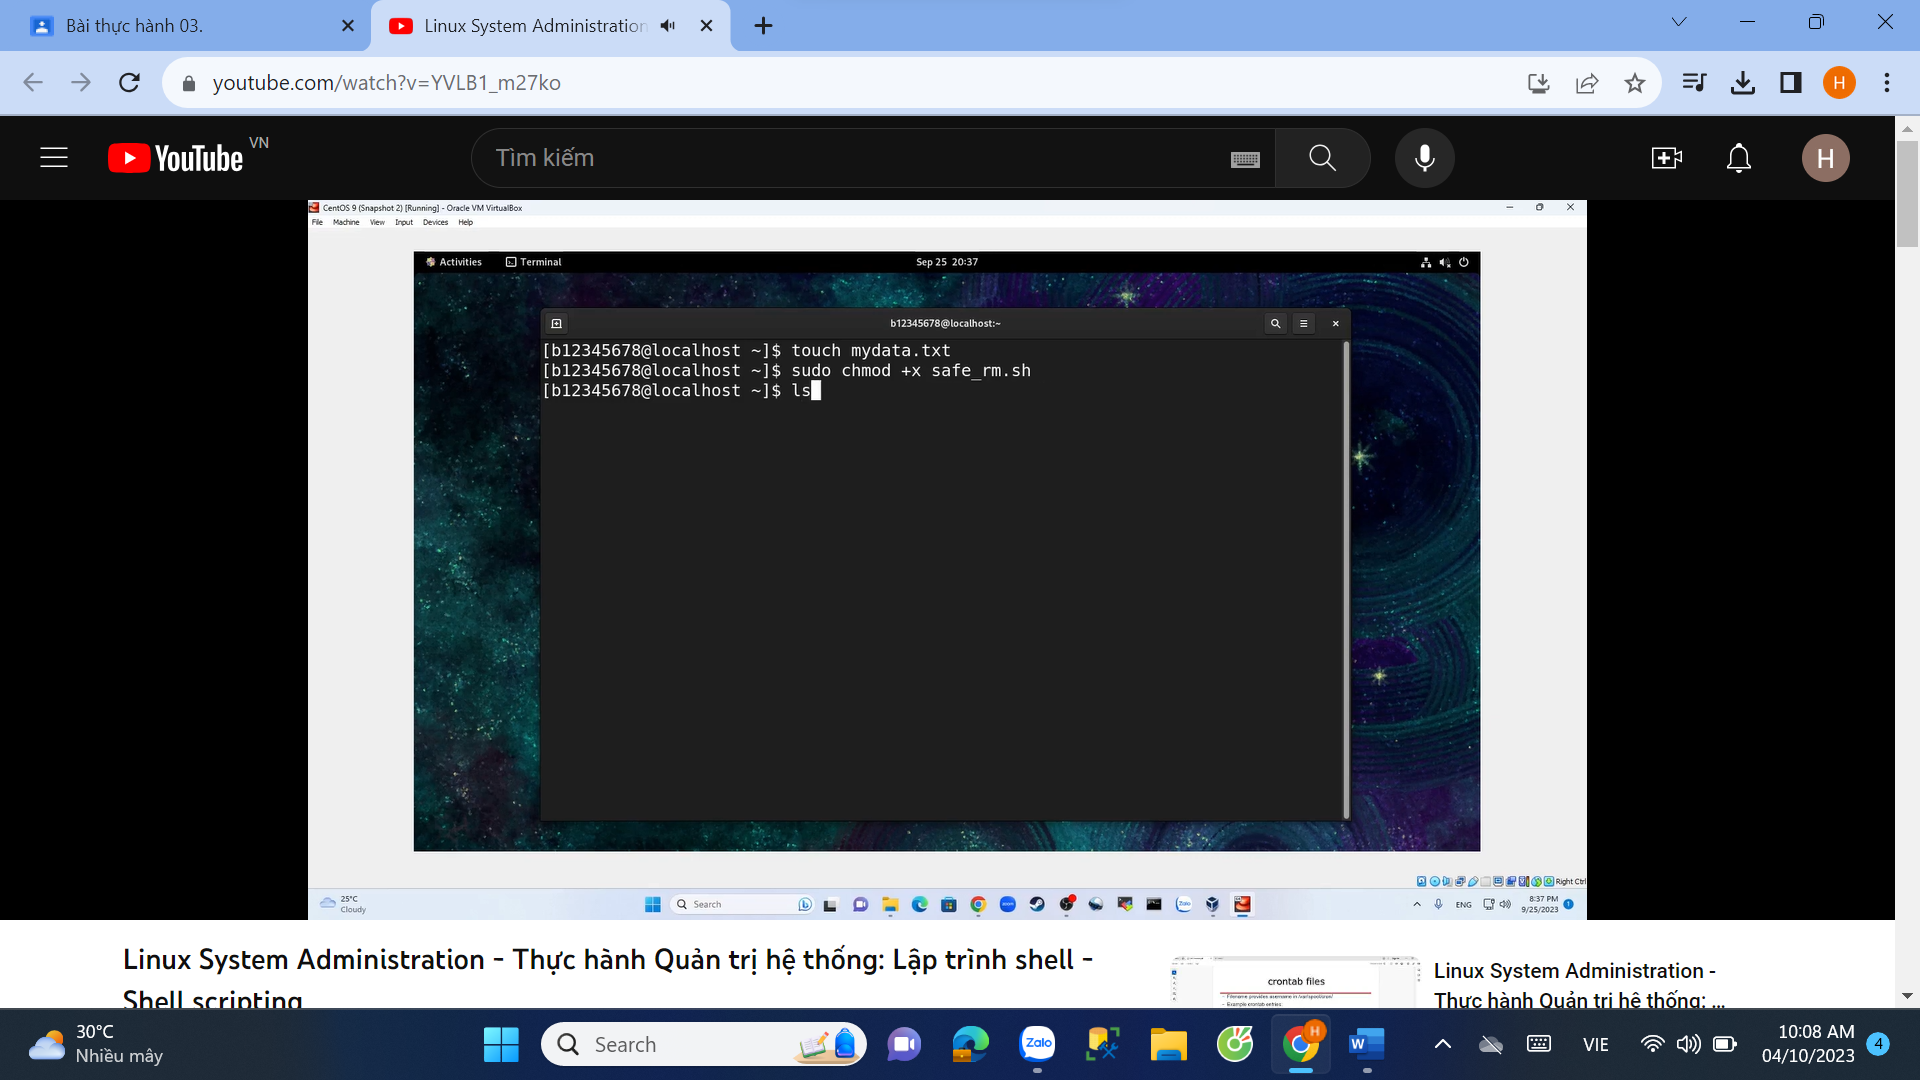 Bài thực hành 03.
Linux System Administration
youtube.com/watch?v=YVLB1_m27ko
H
YouTube VN
Tìm kiếm
H
CentOS 9 (Snapshot 2) [Running] - Oracle VM VirtualBox
File Machine View Input Devices Help
Activities Terminal Sep 25 20:37
b12345678@localhost:~
[b12345678@localhost ~]$ touch mydata.txt
[b12345678@localhost ~]$ sudo chmod +x safe_rm.sh
[b12345678@localhost ~]$ ls
Right Ctrl
25°C
Cloudy
Search
Zalo
ENG
8:37 PM
9/25/2023
1
Linux System Administration - Thực hành Quản trị hệ thống: Lập trình shell -
Shell scripting
crontab files
Linux System Administration -
Thực hành Quản trị hệ thống: ...
30°C
Nhiều mây
Search
Zalo
H
W
VIE
10:08 AM
04/10/2023
4